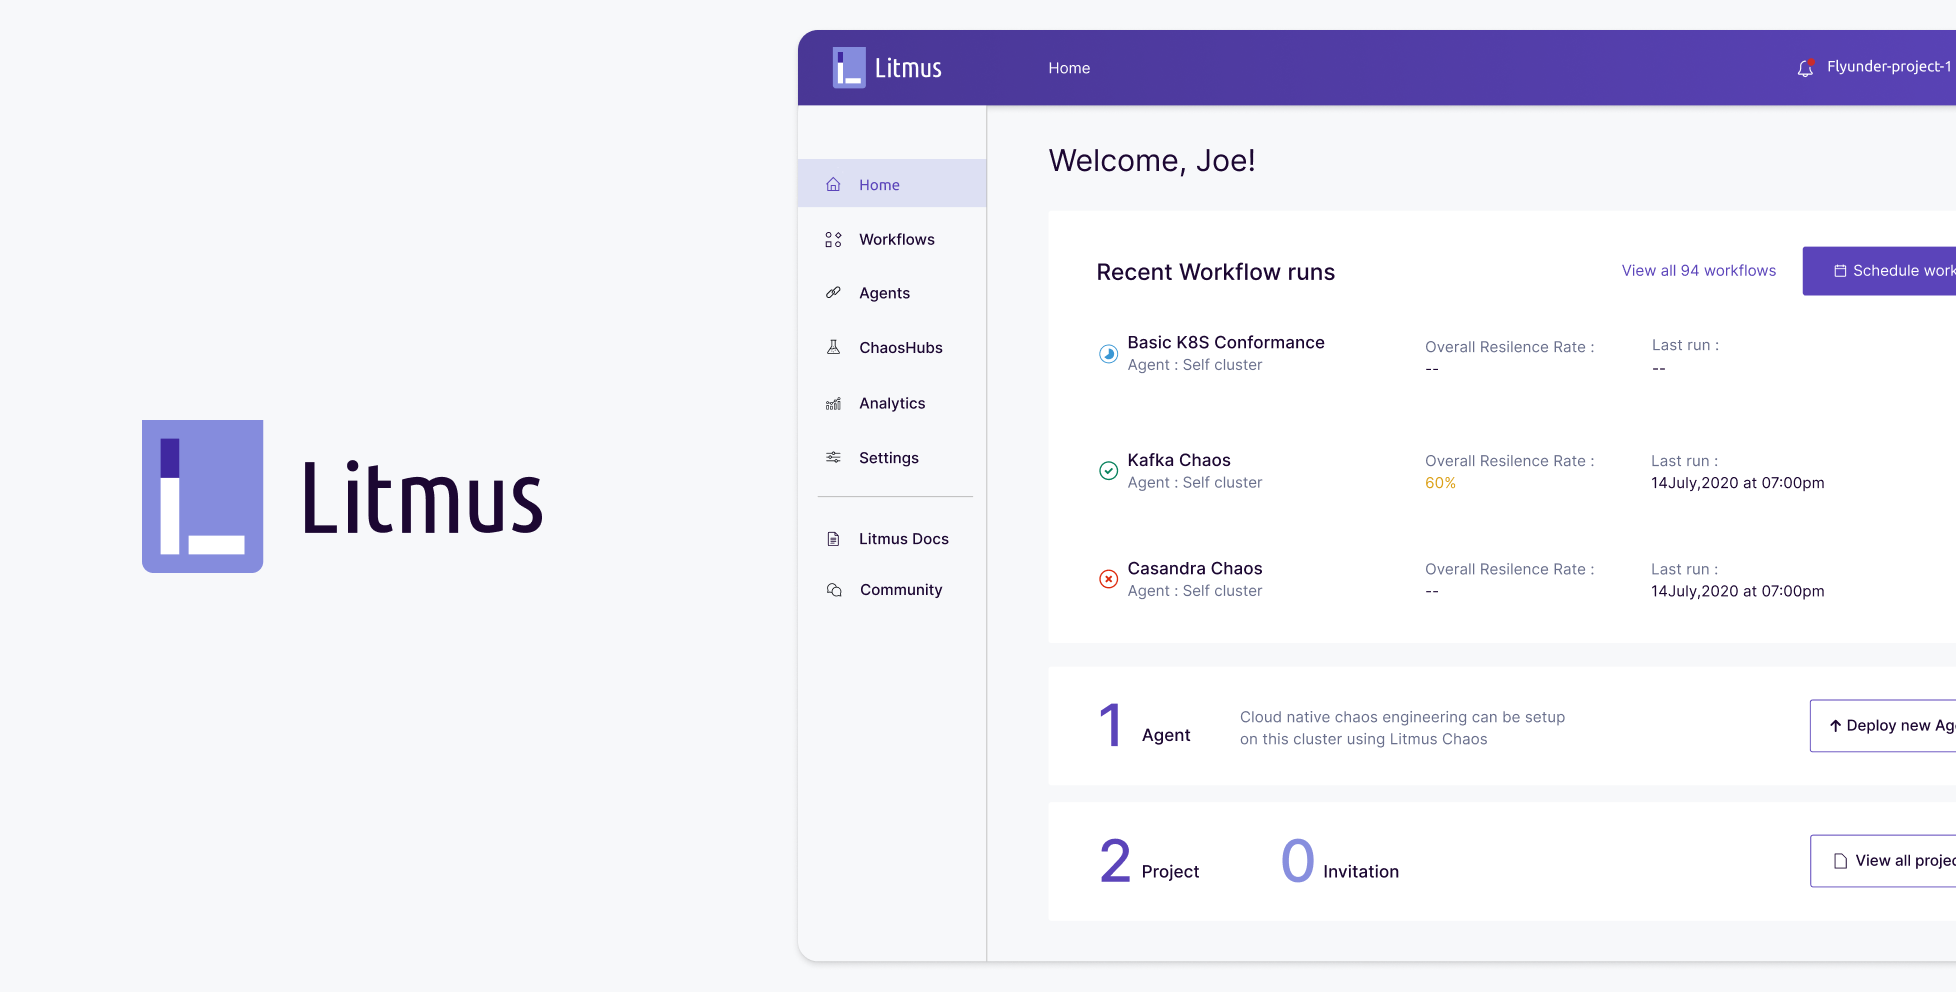 Litmus
Litmus
Home
Flyunder-project-1
Home
Workflows
Agents
ChaosHubs
Analytics
Settings
Litmus Docs
Community
Welcome, Joe!
Recent Workflow runs
View all 94 workflows
Schedule work
Basic K8S Conformance
Agent : Self cluster
Overall Resilence Rate :
--
Last run :
--
Kafka Chaos
Agent : Self cluster
Overall Resilence Rate :
60%
Last run :
14July,2020 at 07:00pm
Casandra Chaos
Agent : Self cluster
Overall Resilence Rate :
--
Last run :
14July,2020 at 07:00pm
1 Agent
Cloud native chaos engineering can be setup
on this cluster using Litmus Chaos
Deploy new Ag
2 Project
0 Invitation
View all projec